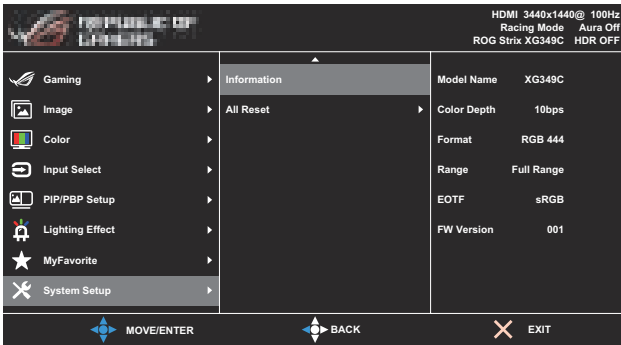 HDMI 3440x1440@ 100Hz
Racing Mode Aura Off
ROG Strix XG349C HDR OFF
Gaming
Image
Color
Input Select
PIP/PBP Setup
Lighting Effect
MyFavorite
System Setup
Information
All Reset
Model Name XG349C
Color Depth 10bps
Format RGB 444
Range Full Range
EOTF sRGB
FW Version 001
MOVE/ENTER
BACK
EXIT